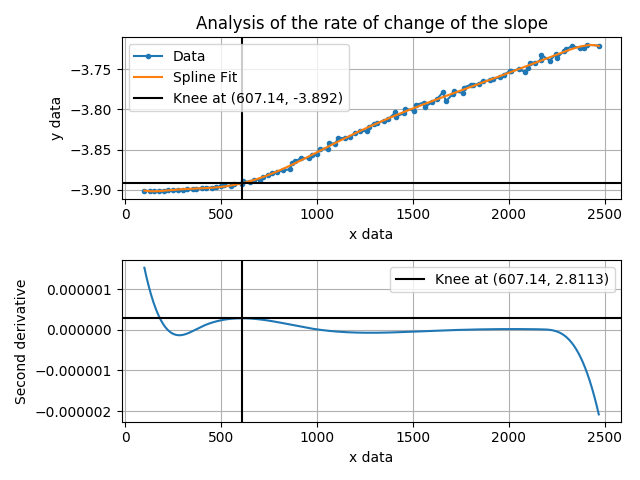 Analysis of the rate of change of the slope
Data
Spline Fit
Knee at (607.14, -3.892)
y data
−3.75
−3.80
−3.85
−3.90
0
500
1000
1500
2000
2500
x data
Knee at (607.14, 2.8113)
Second derivative
0.000001
0.000000
−0.000001
−0.000002
0
500
1000
1500
2000
2500
x data